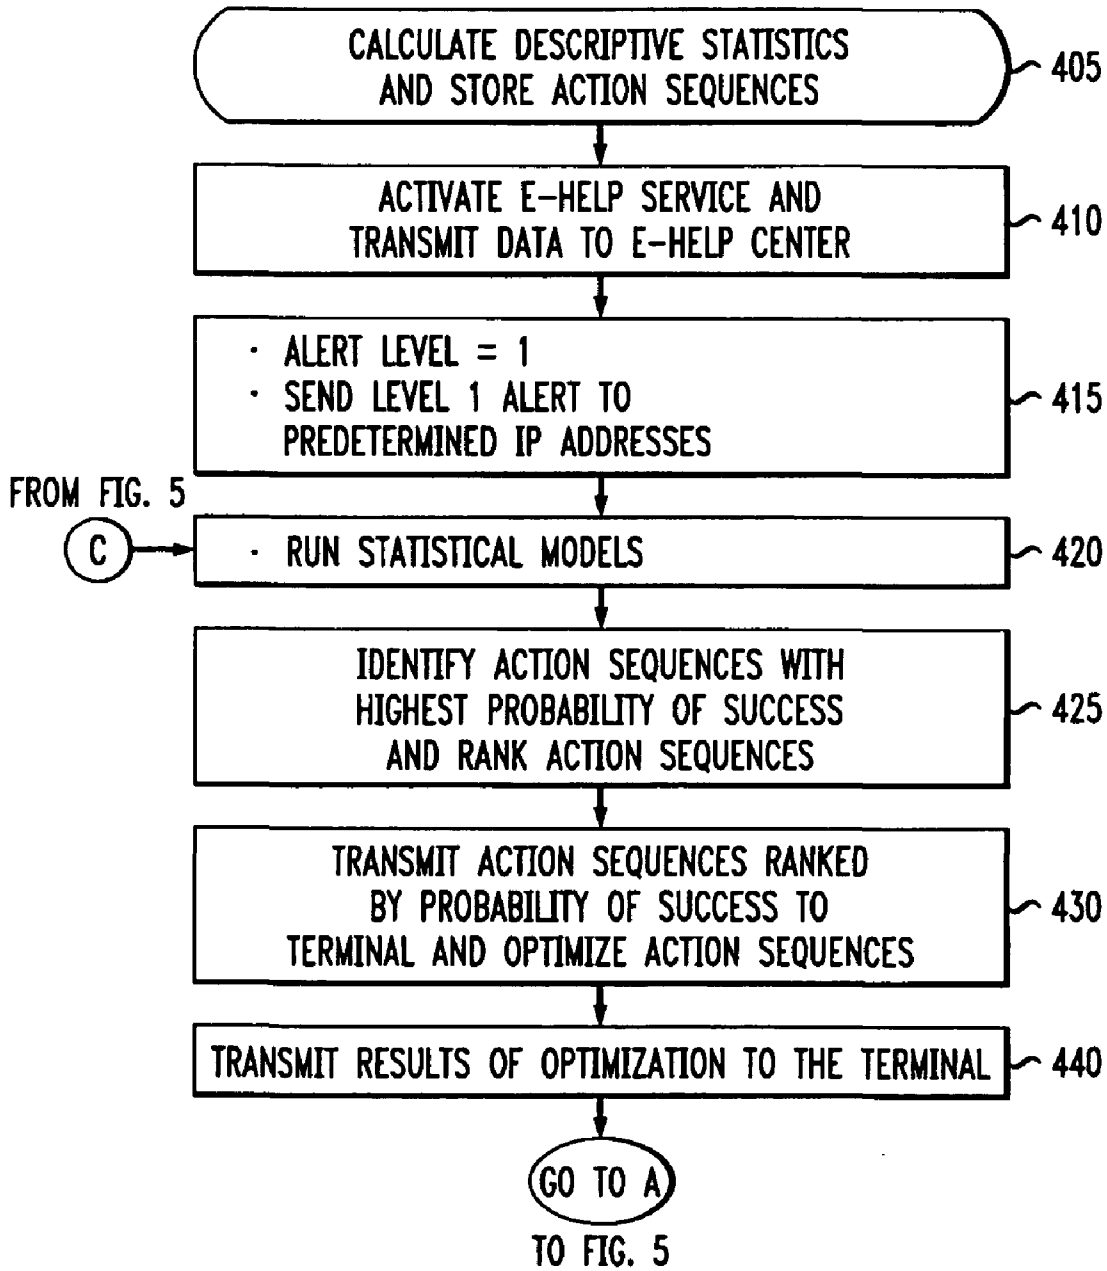 CALCULATE DESCRIPTIVE STATISTICS
AND STORE ACTION SEQUENCES
405
ACTIVATE E-HELP SERVICE AND
TRANSMIT DATA TO E-HELP CENTER
410
· ALERT LEVEL = 1
· SEND LEVEL 1 ALERT TO
PREDETERMINED IP ADDRESSES
415
FROM FIG. 5
C
· RUN STATISTICAL MODELS
420
IDENTIFY ACTION SEQUENCES WITH
HIGHEST PROBABILITY OF SUCCESS
AND RANK ACTION SEQUENCES
425
TRANSMIT ACTION SEQUENCES RANKED
BY PROBABILITY OF SUCCESS TO
TERMINAL AND OPTIMIZE ACTION SEQUENCES
430
TRANSMIT RESULTS OF OPTIMIZATION TO THE TERMINAL
440
GO TO A
TO FIG. 5